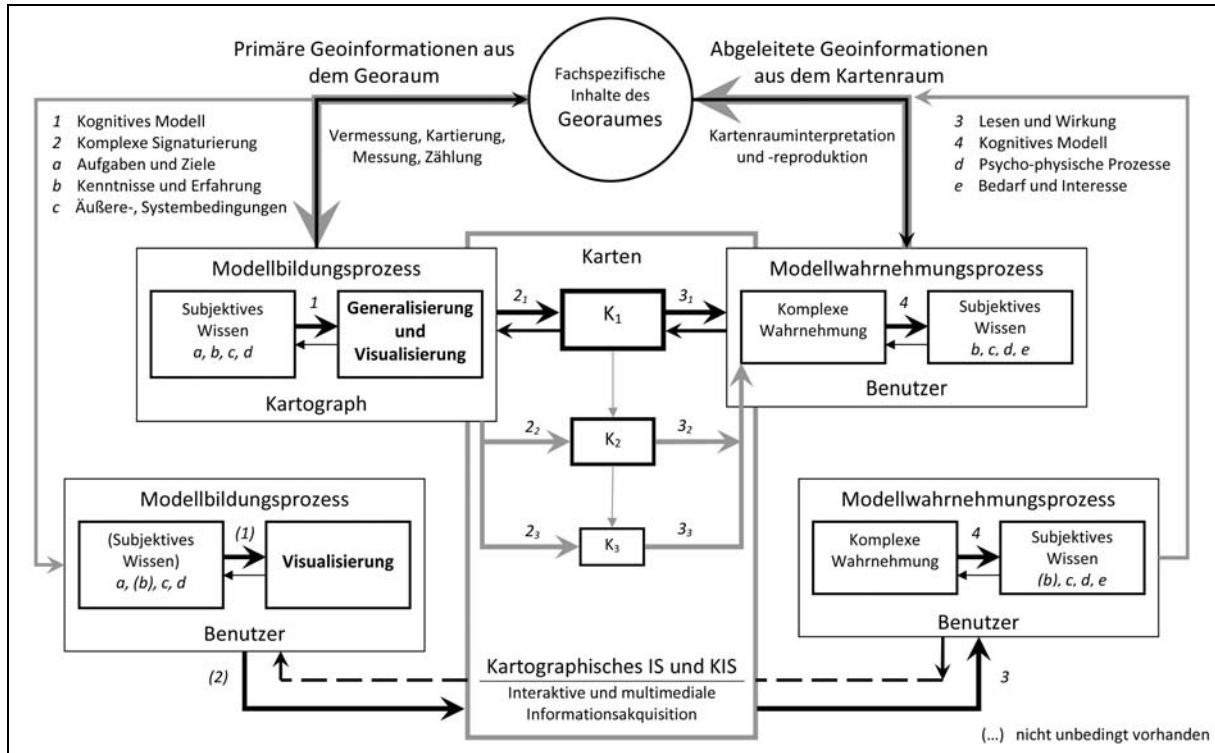 Primäre Geoinformationen aus
dem Georaum
Fachspezifische
Inhalte des
Georaumes
Abgeleitete Geoinformationen
aus dem Kartenraum
1 Kognitives Modell
2 Komplexe Signaturierung
a Aufgaben und Ziele
b Kenntnisse und Erfahrung
c Äußere-, Systembedingungen
Vermessung, Kartierung,
Messung, Zählung
Kartenrauminterpretation
und -reproduktion
3 Lesen und Wirkung
4 Kognitives Modell
d Psycho-physische Prozesse
e Bedarf und Interesse
Modellbildungsprozess
Subjektives
Wissen
a, b, c, d
1
Generalisierung
und
Visualisierung
Kartograph
Karten
2₁
K₁
3₁
2₂
K₂
3₂
2₃
K₃
3₃
Modellwahrnehmungsprozess
Komplexe
Wahrnehmung
4
Subjektives
Wissen
b, c, d, e
Benutzer
Modellbildungsprozess
(Subjektives
Wissen)
a, (b), c, d
(1)
Visualisierung
Benutzer
(2)
Kartographisches IS und KIS
Interaktive und multimediale
Informationsakquisition
Modellwahrnehmungsprozess
Komplexe
Wahrnehmung
4
Subjektives
Wissen
(b), c, d, e
Benutzer
3
(...) nicht unbedingt vorhanden